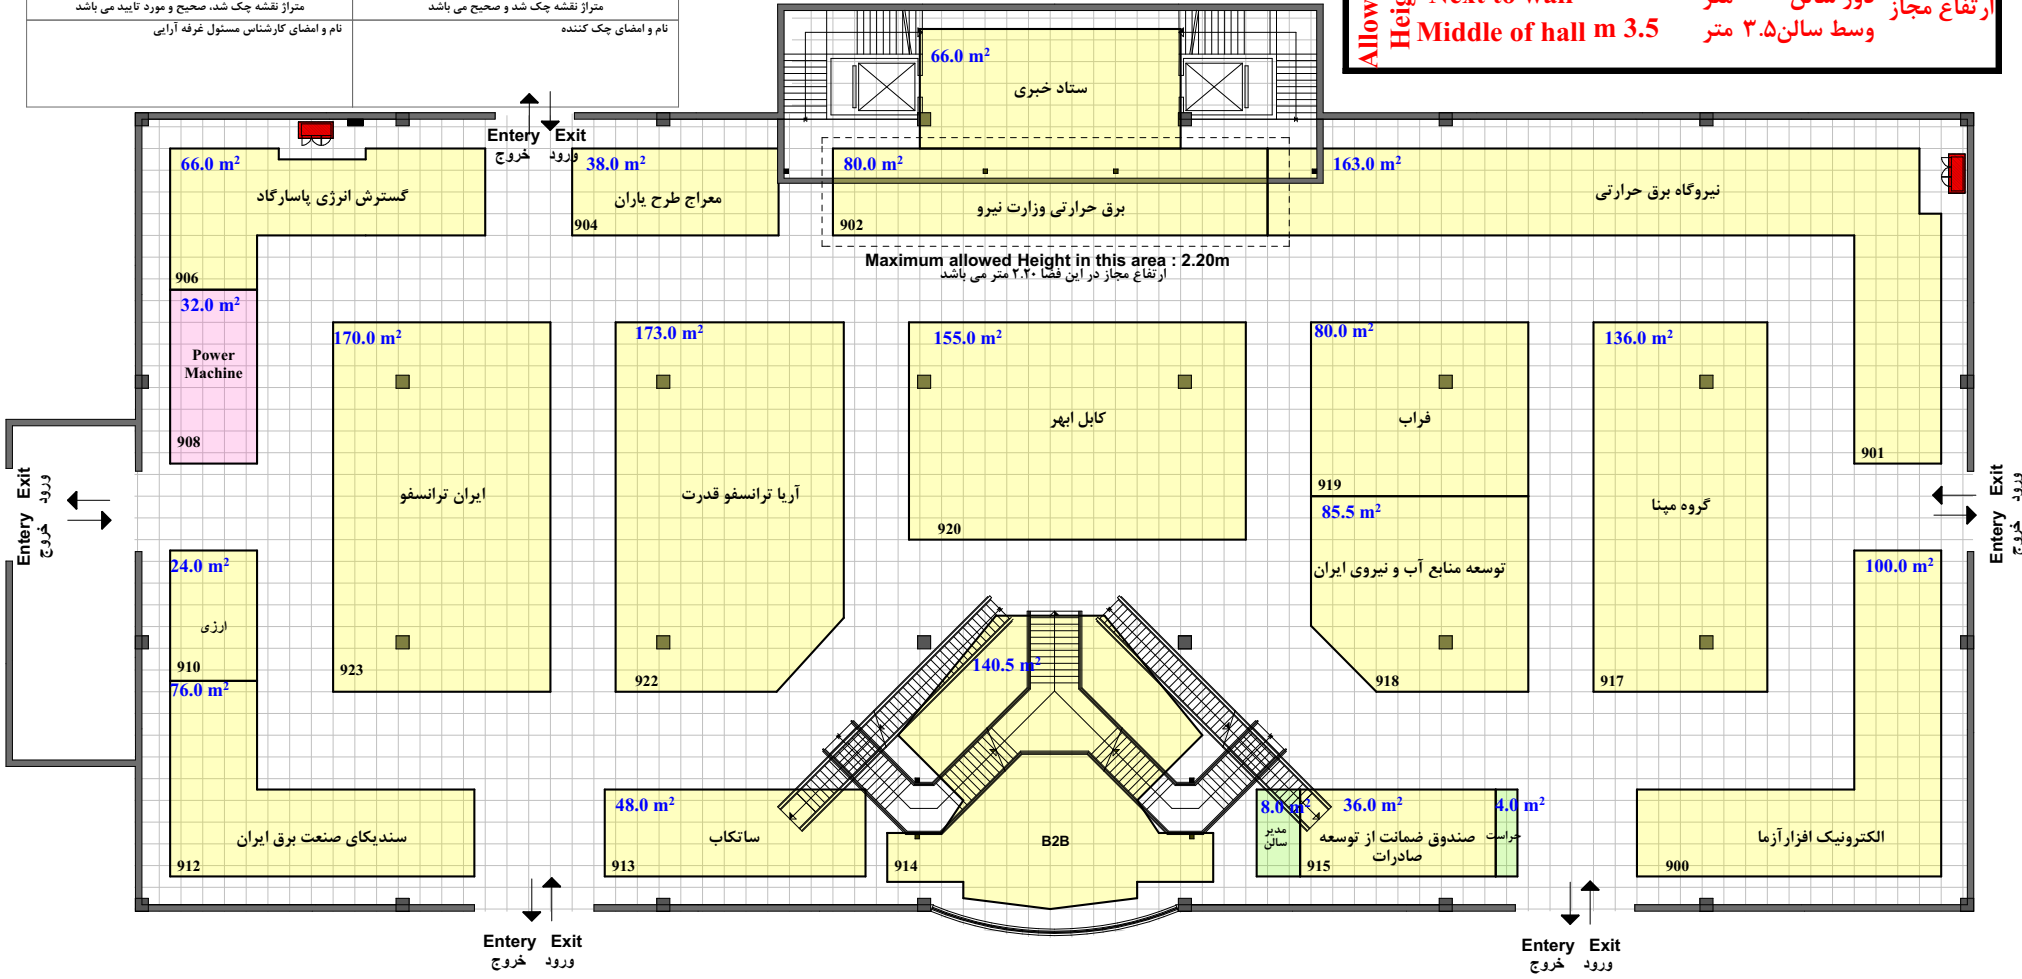 متراژ نقشه چک شد، صحیح و مورد تایید می باشد
متراژ نقشه چک شد و صحیح می باشد
نام و امضای کارشناس مسئول غرفه آرایی
نام و امضای چک کننده
ارتفاع مجاز
وسط سالن۳.۵ متر
Middle of hall m 3.5
66.0 m²
ستاد خبری
Entery Exit
خروج ورود
66.0 m²
گسترش انرژی پاسارگاد
906
38.0 m²
معراج طرح یاران
904
80.0 m²
برق حرارتی وزارت نیرو
902
163.0 m²
نیروگاه برق حرارتی
901
Maximum allowed Height in this area : 2.20m
ارتفاع مجاز در این فضا ۲.۲۰ متر می باشد
32.0 m²
Power
Machine
908
170.0 m²
ایران ترانسفو
923
173.0 m²
آریا ترانسفو قدرت
922
155.0 m²
کابل ابهر
920
80.0 m²
فراب
919
85.5 m²
توسعه منابع آب و نیروی ایران
918
136.0 m²
گروه مپنا
917
Entery Exit
خروج ورود
Entery Exit
خروج ورود
24.0 m²
ارزی
910
76.0 m²
سندیکای صنعت برق ایران
912
48.0 m²
ساتکاب
913
140.5 m²
B2B
914
8.0 m²
مدیر
سالن
36.0 m²
صندوق ضمانت از توسعه
صادرات
915
4.0 m²
حراست
100.0 m²
الکترونیک افزار آزما
900
Entery Exit
خروج ورود
Entery Exit
خروج ورود